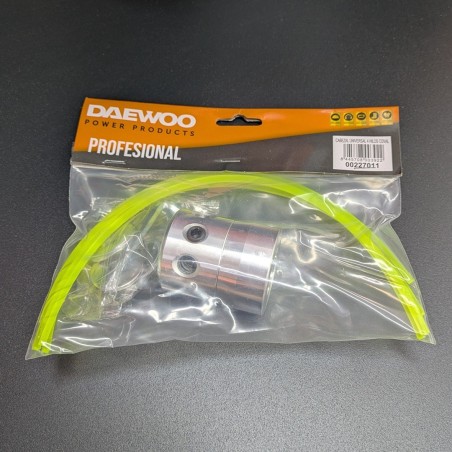 DAEWOO
POWER PRODUCTS
PROFESIONAL
00227011